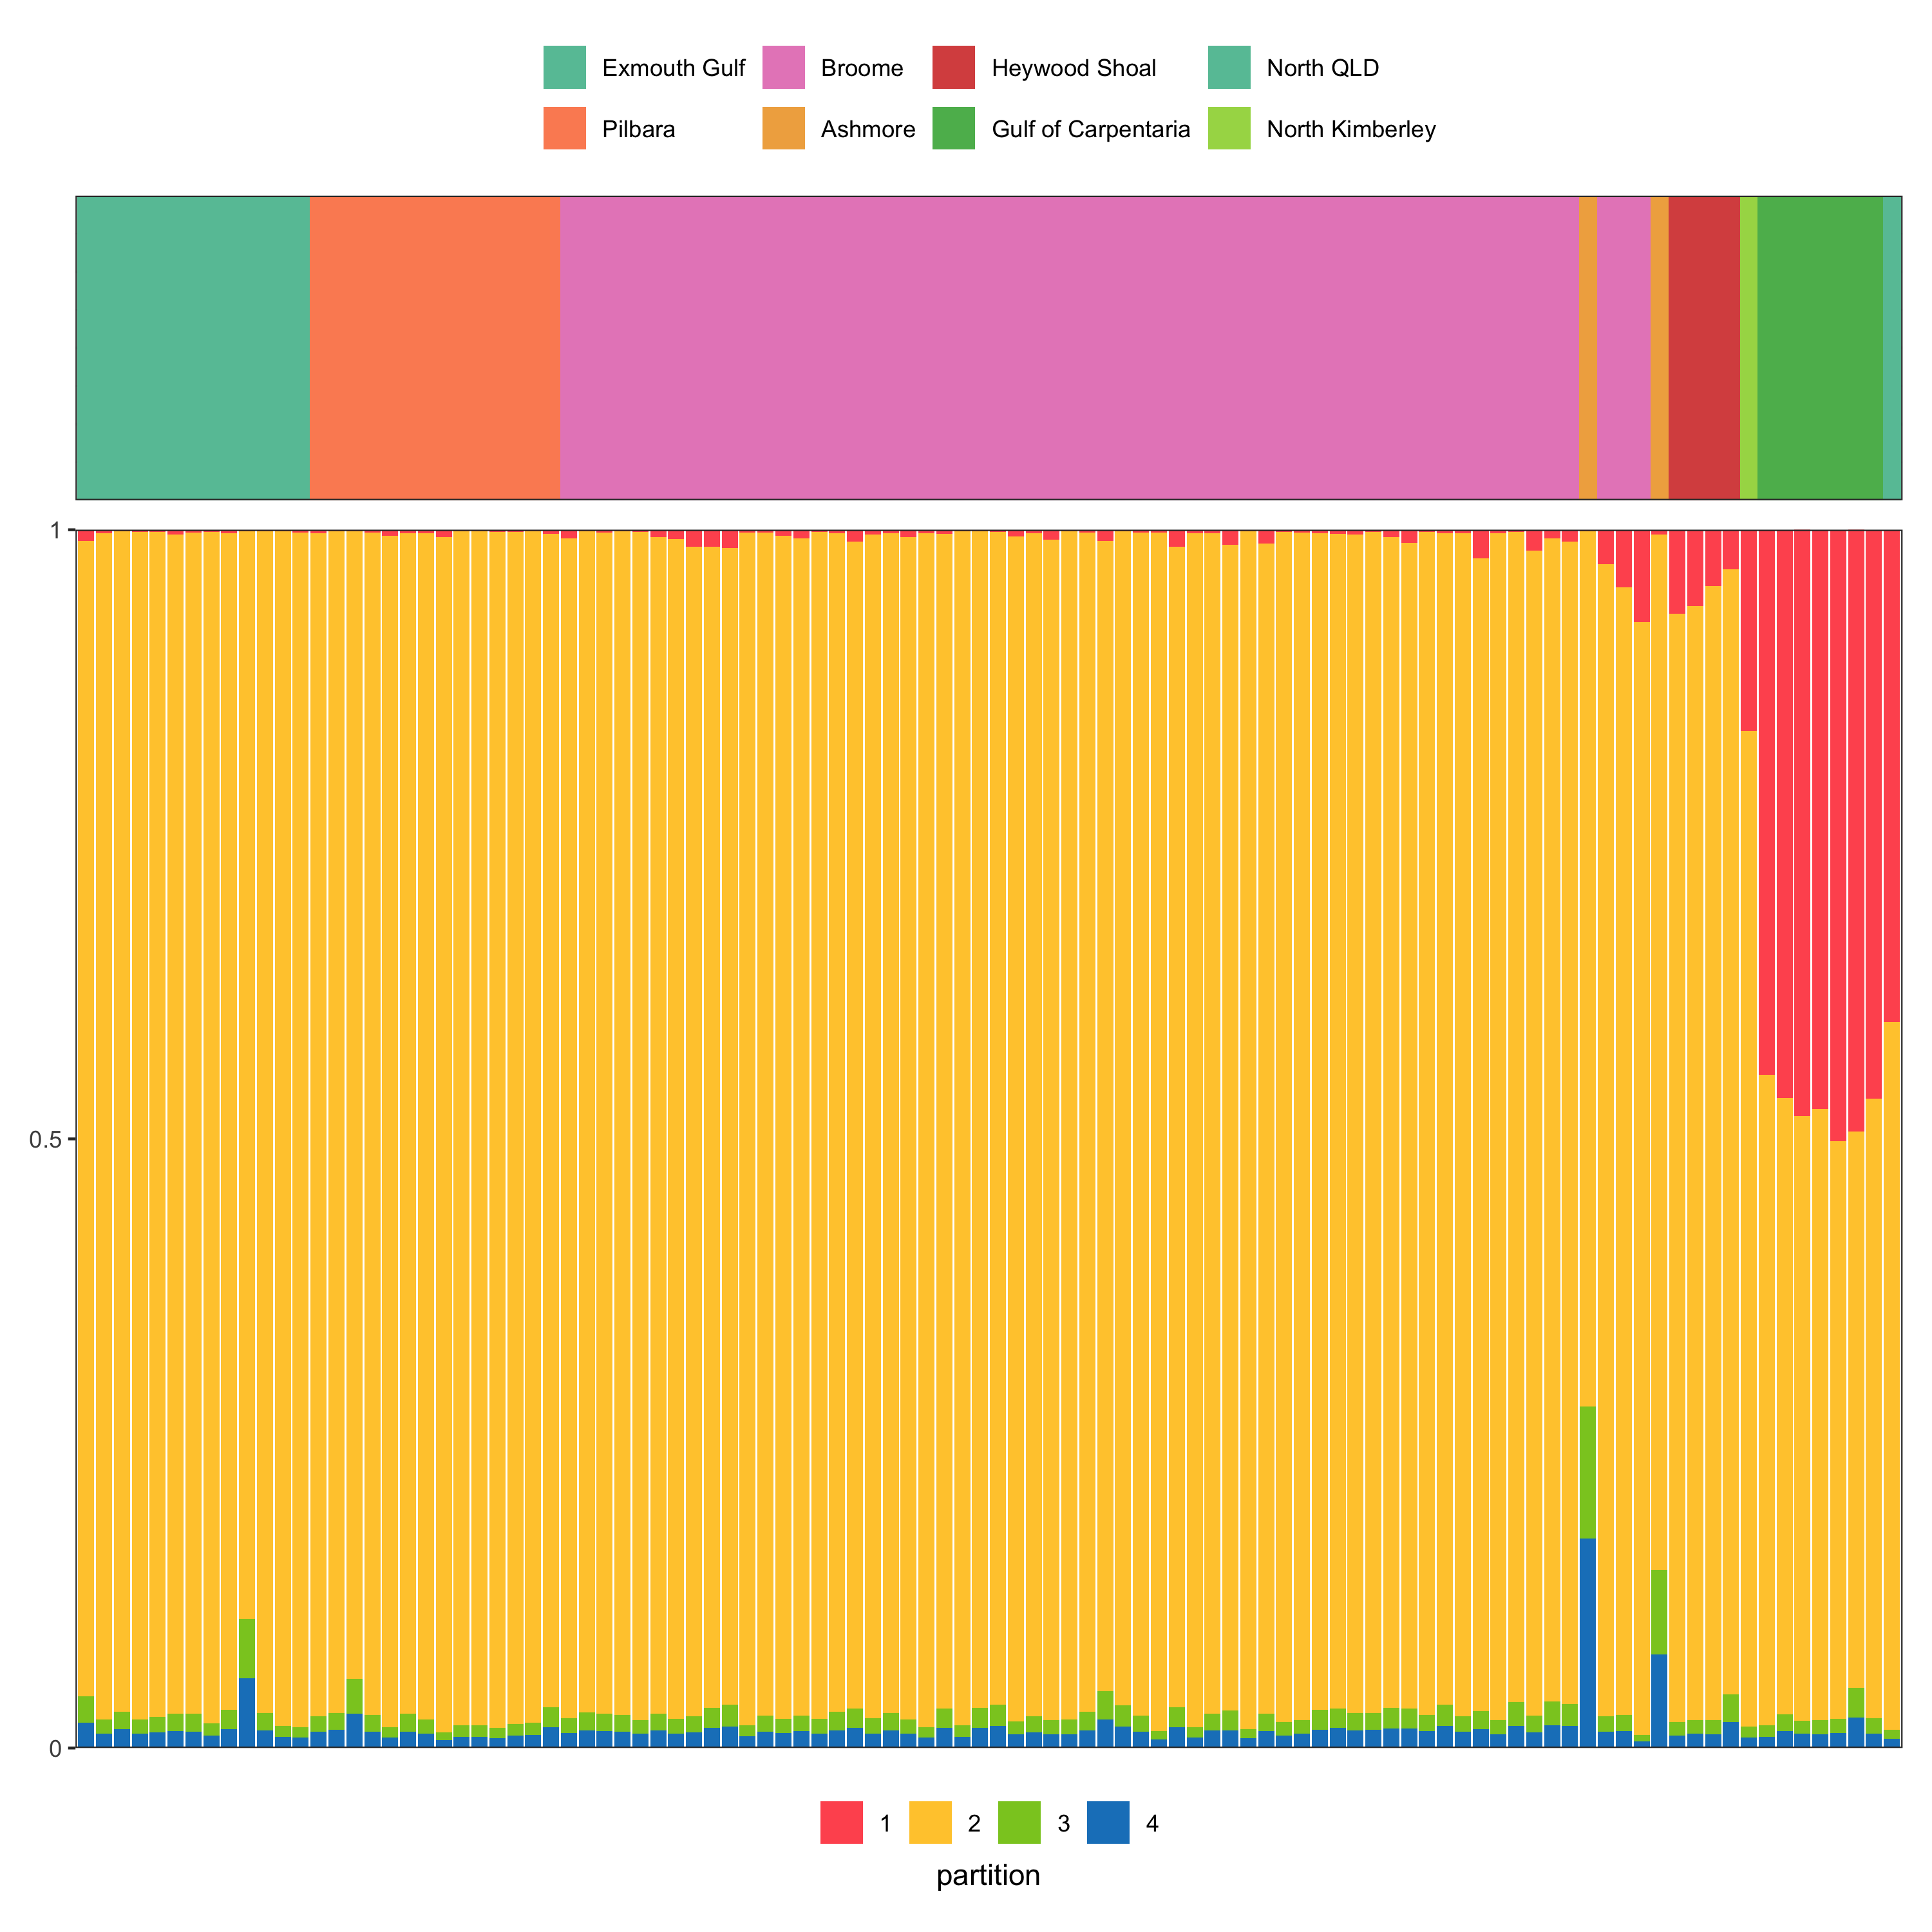 Exmouth Gulf Broome Heywood Shoal North QLD
Pilbara Ashmore Gulf of Carpentaria North Kimberley
1
0.5
0
1 2 3 4
partition